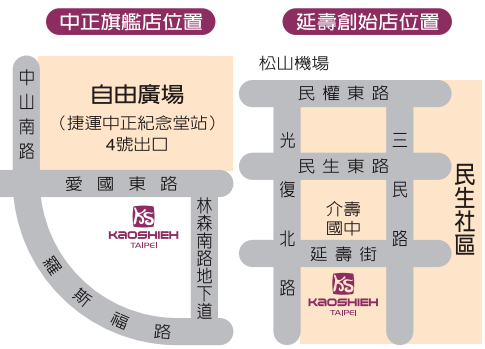 中正旗艦店位置
中山南路
自由廣場
（捷運中正紀念堂站）
4號出口
愛國東路
林森南路地下道
KS
KAOSHIEH
TAIPEI
羅斯福路
延壽創始店位置
松山機場
民權東路
光復北路
三民路
民生東路
民生社區
介壽
國中
延壽街
KS
KAOSHIEH
TAIPEI